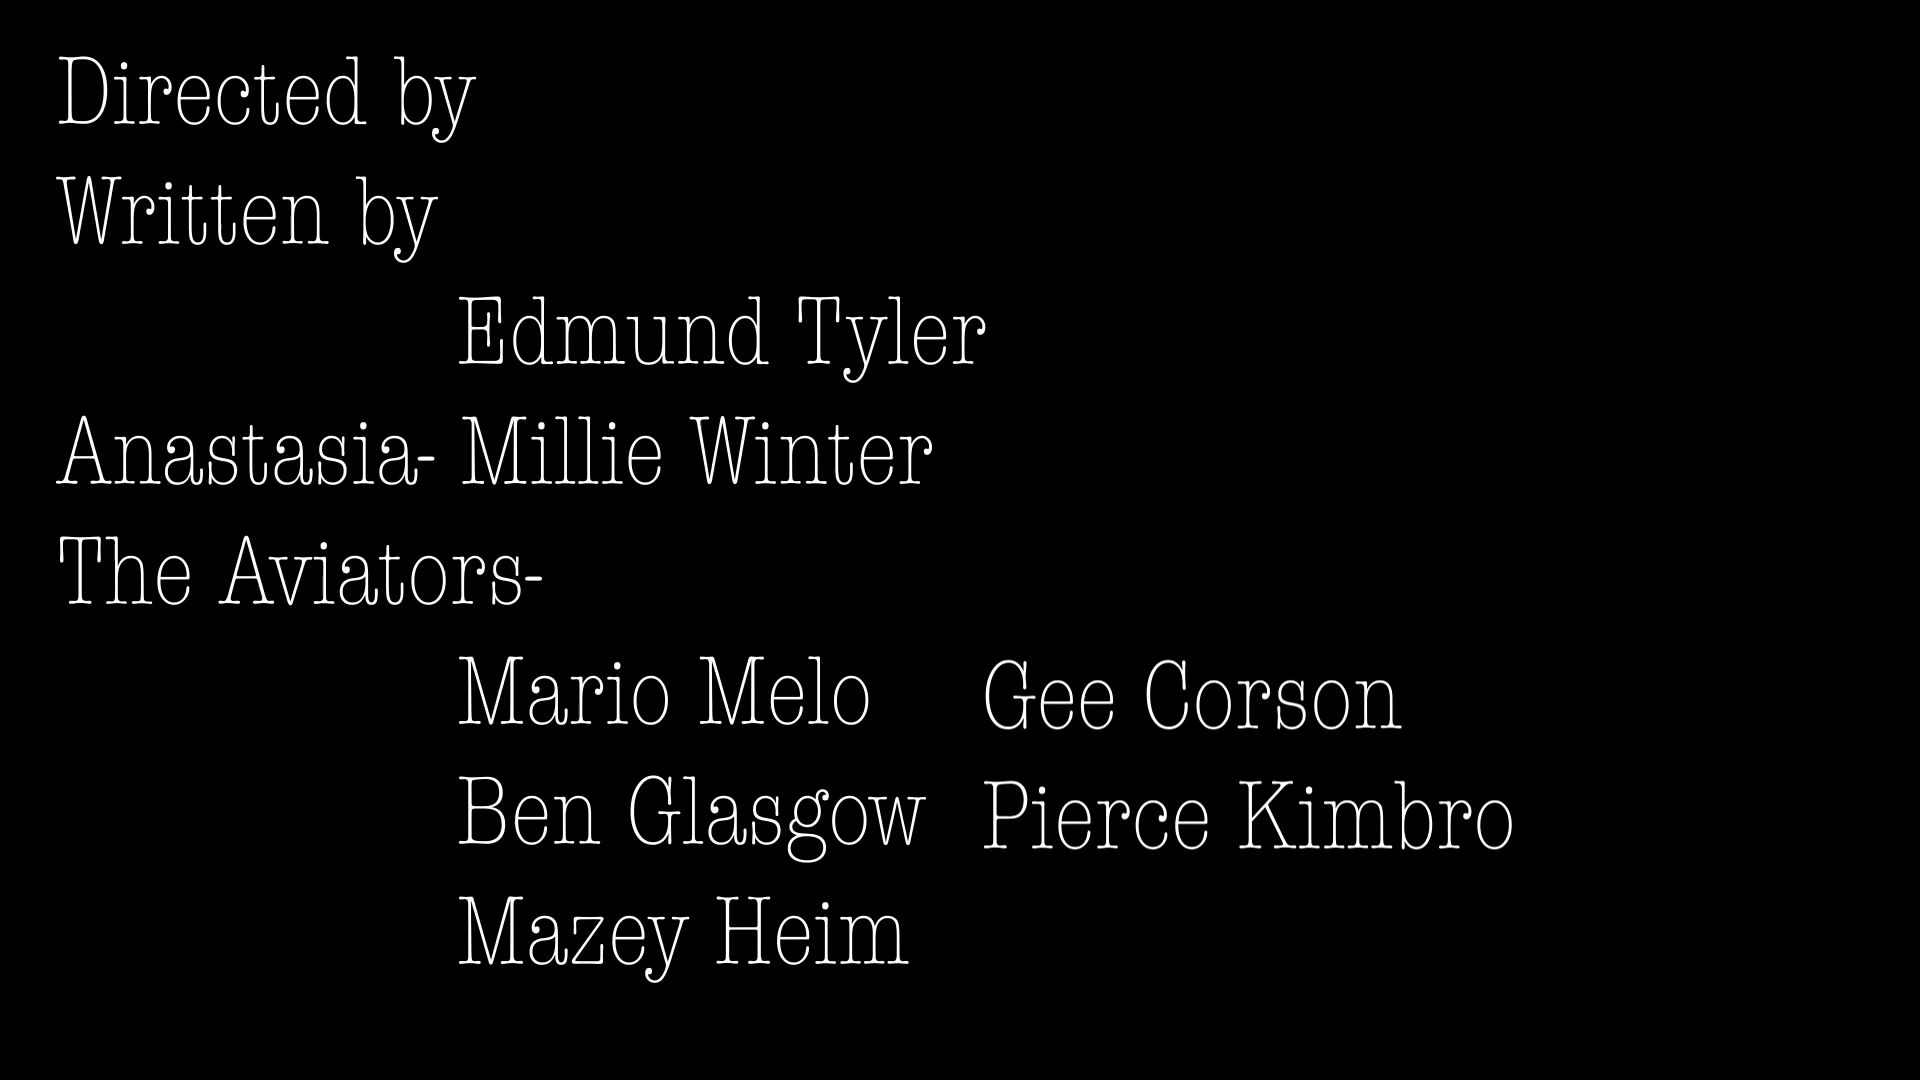 Directed by
Written by
Edmund Tyler
Anastasia- Millie Winter
The Aviators-
Mario Melo Gee Corson
Ben Glasgow Pierce Kimbro
Mazey Heim